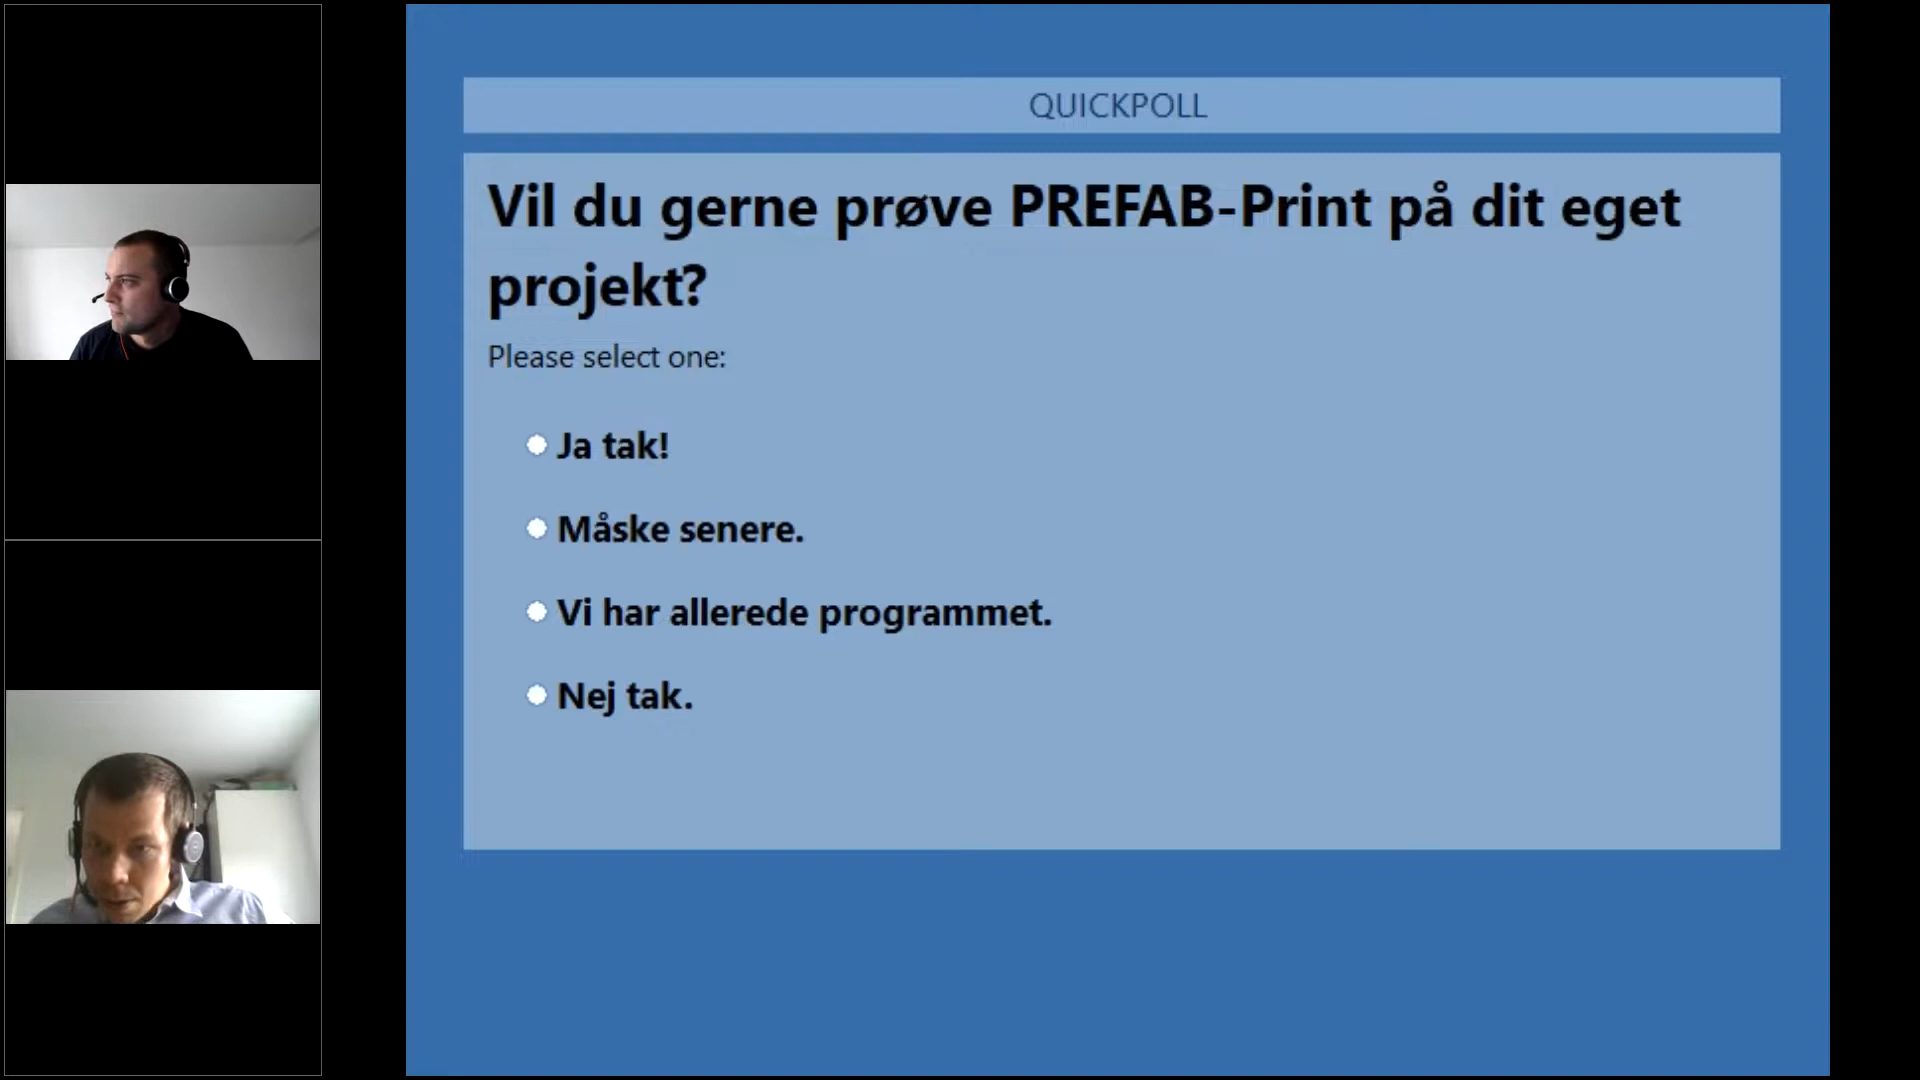 QUICKPOLL
Vil du gerne prøve PREFAB-Print på dit eget
projekt?
Please select one:
Ja tak!
Måske senere.
Vi har allerede programmet.
Nej tak.